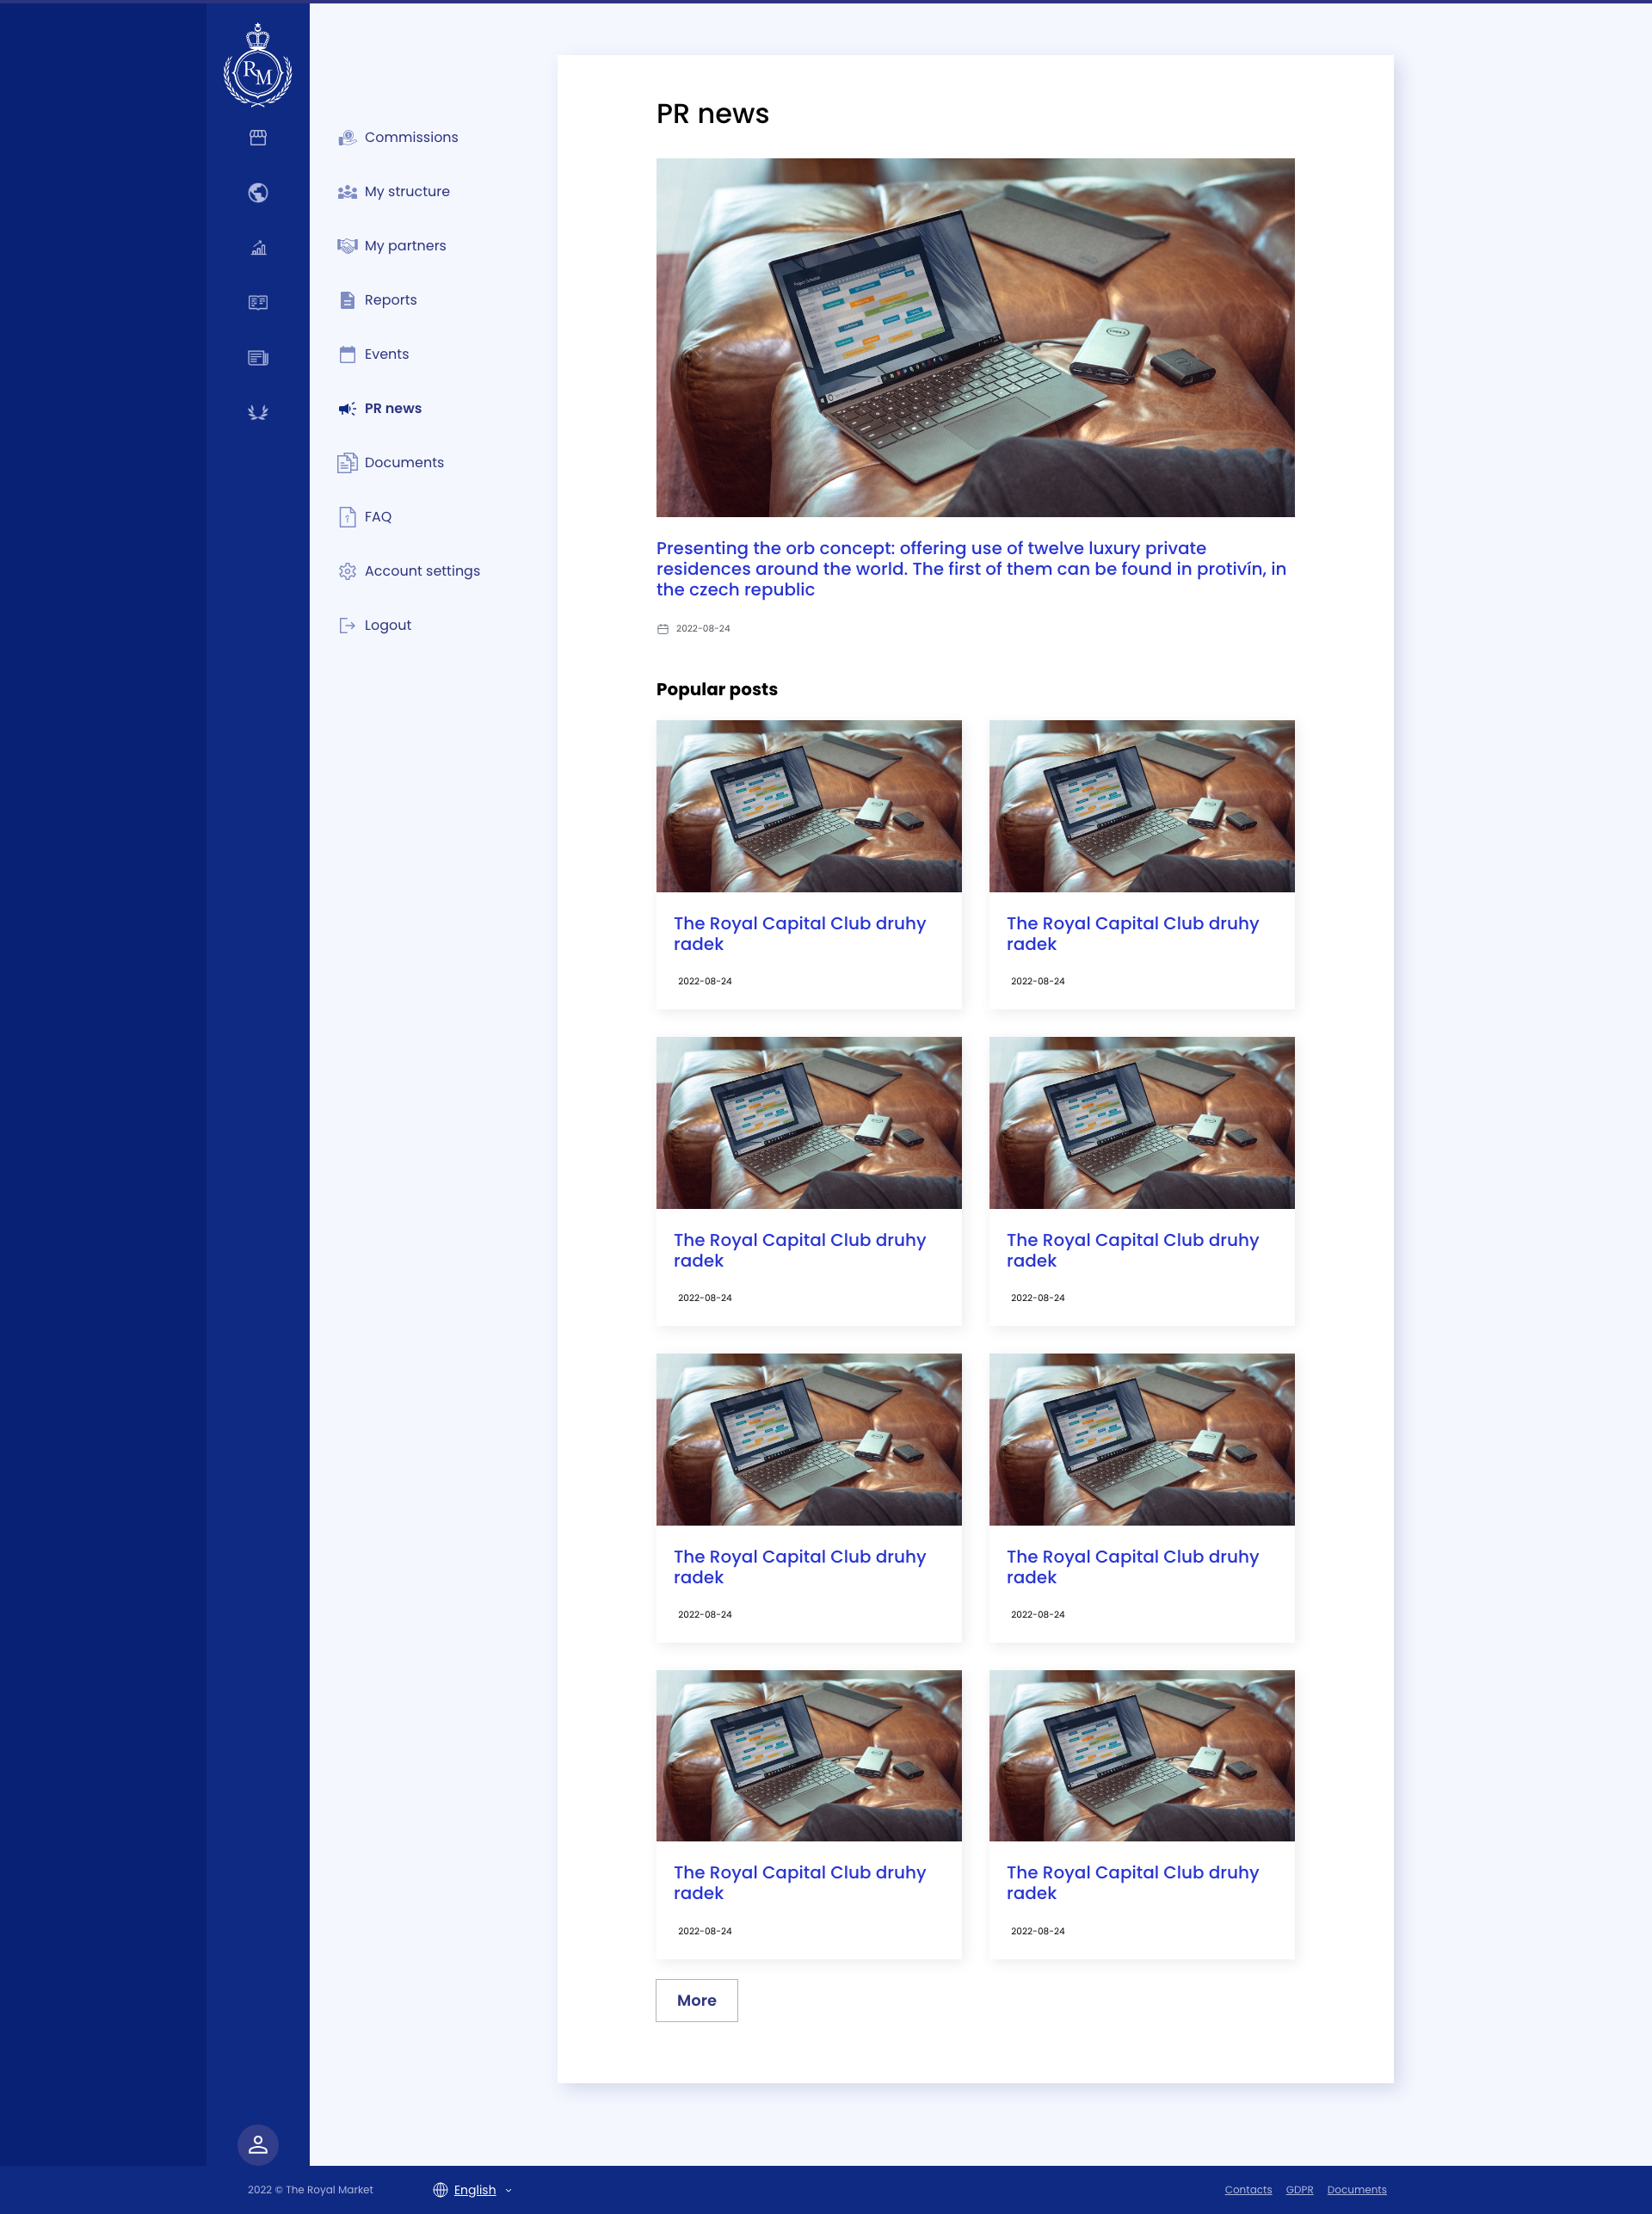 RM
Commissions
My structure
My partners
Reports
Events
PR news
Documents
FAQ
Account settings
Logout
PR news
DELL
Presenting the orb concept: offering use of twelve luxury private
residences around the world. The first of them can be found in protivín, in
the czech republic
2022-08-24
Popular posts
The Royal Capital Club druhy
radek
2022-08-24
The Royal Capital Club druhy
radek
2022-08-24
The Royal Capital Club druhy
radek
2022-08-24
The Royal Capital Club druhy
radek
2022-08-24
The Royal Capital Club druhy
radek
2022-08-24
The Royal Capital Club druhy
radek
2022-08-24
The Royal Capital Club druhy
radek
2022-08-24
The Royal Capital Club druhy
radek
2022-08-24
More
2022 © The Royal Market
English
Contacts GDPR Documents